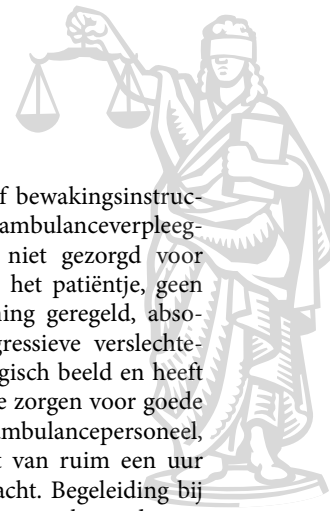 f bewakingsinstruc-
ambulanceverpleeg-
niet gezorgd voor
het patiëntje, geen
ning geregeld, abso-
gressieve verslechte-
gisch beeld en heeft
e zorgen voor goede
ambulancepersoneel,
t van ruim een uur
acht. Begeleiding bij